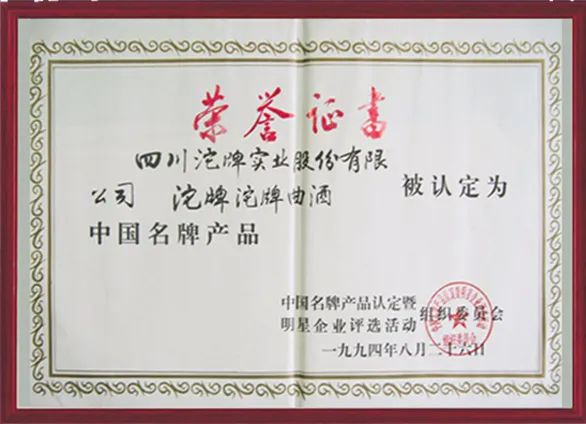 荣誉证书
四川沱牌实业股份有限
公司 沱牌沱牌曲酒 被认定为
中国名牌产品
中国名牌产品认定暨
明星企业评选活动 组织委员会
一九九四年八月二十六日